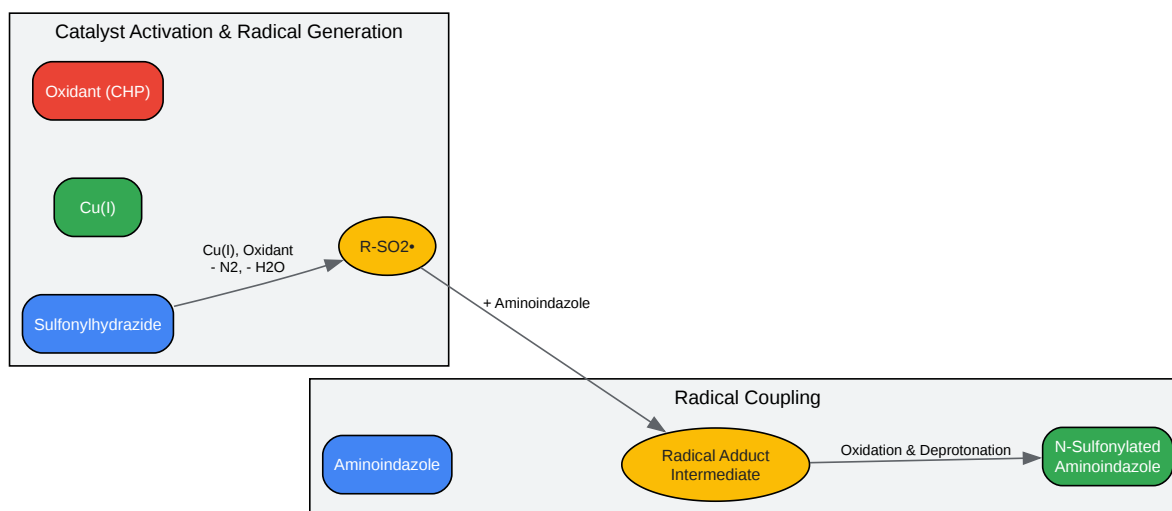 Catalyst Activation & Radical Generation
Oxidant (CHP)
Cu(I)
Cu(I), Oxidant
- N2, - H2O
R-SO2•
Sulfonylhydrazide
+ Aminoindazole
Radical Coupling
Aminoindazole
Radical Adduct
Intermediate
Oxidation & Deprotonation
N-Sulfonylated
Aminoindazole